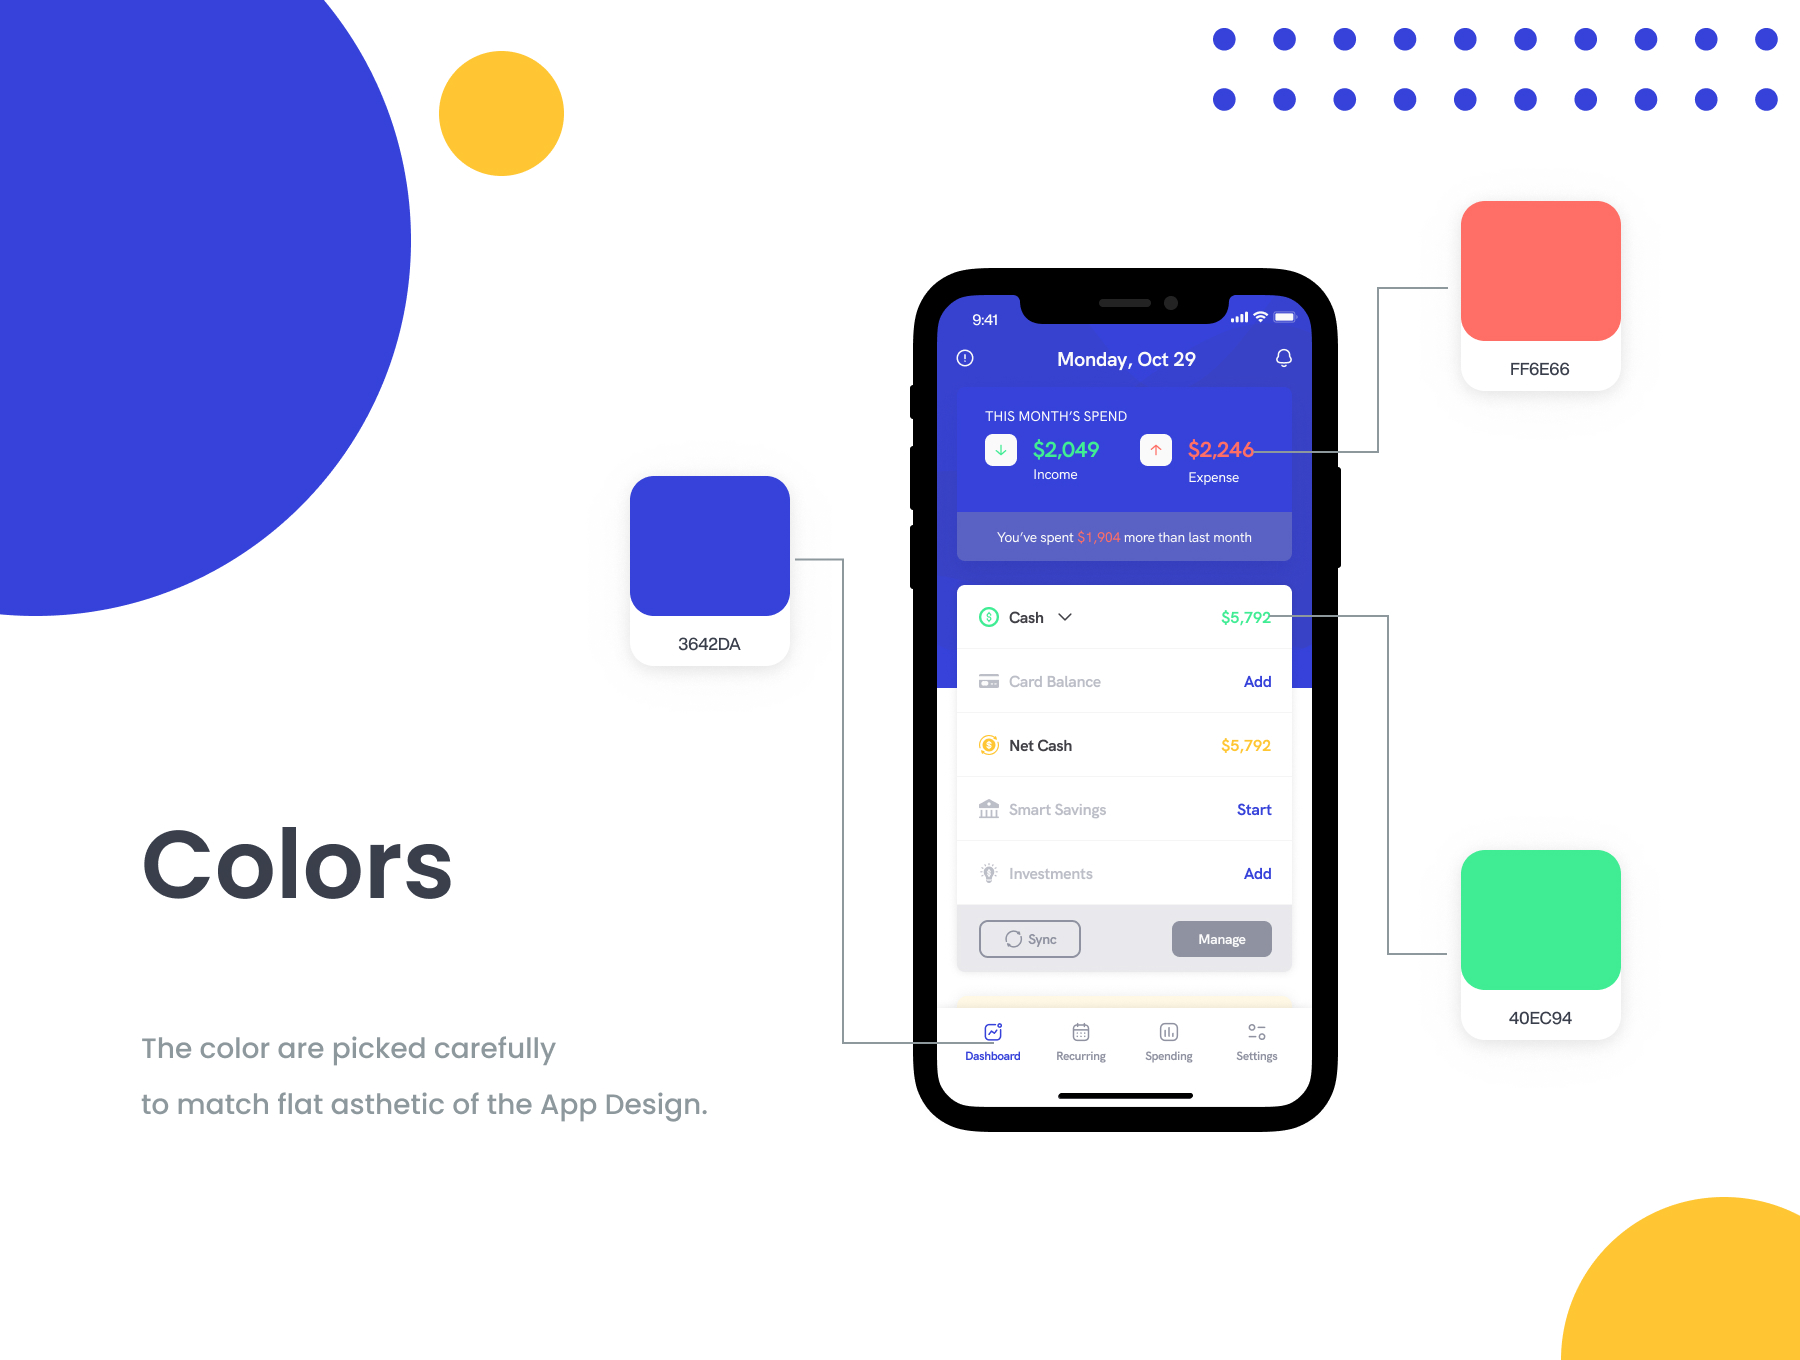 9:41
Monday, Oct 29
THIS MONTH'S SPEND
$2,049
Income
$2,246
Expense
You've spent $1,904 more than last month
Cash
$5,792
Card Balance
Add
Net Cash
$5,792
Smart Savings
Start
Investments
Add
Sync
Manage
Dashboard
Recurring
Spending
Settings
FF6E66
3642DA
40EC94
Colors
The color are picked carefully
to match flat asthetic of the App Design.